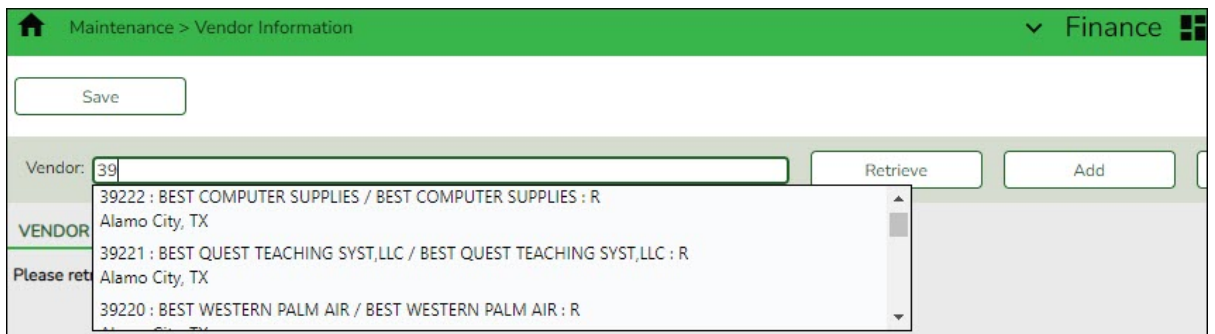 Maintenance > Vendor Information
Finance
Save
Vendor: 39
Retrieve
Add
39222 : BEST COMPUTER SUPPLIES / BEST COMPUTER SUPPLIES : R
Alamo City, TX
VENDOR
39221 : BEST QUEST TEACHING SYST,LLC / BEST QUEST TEACHING SYST,LLC : R
Please retr
Alamo City, TX
39220 : BEST WESTERN PALM AIR / BEST WESTERN PALM AIR : R